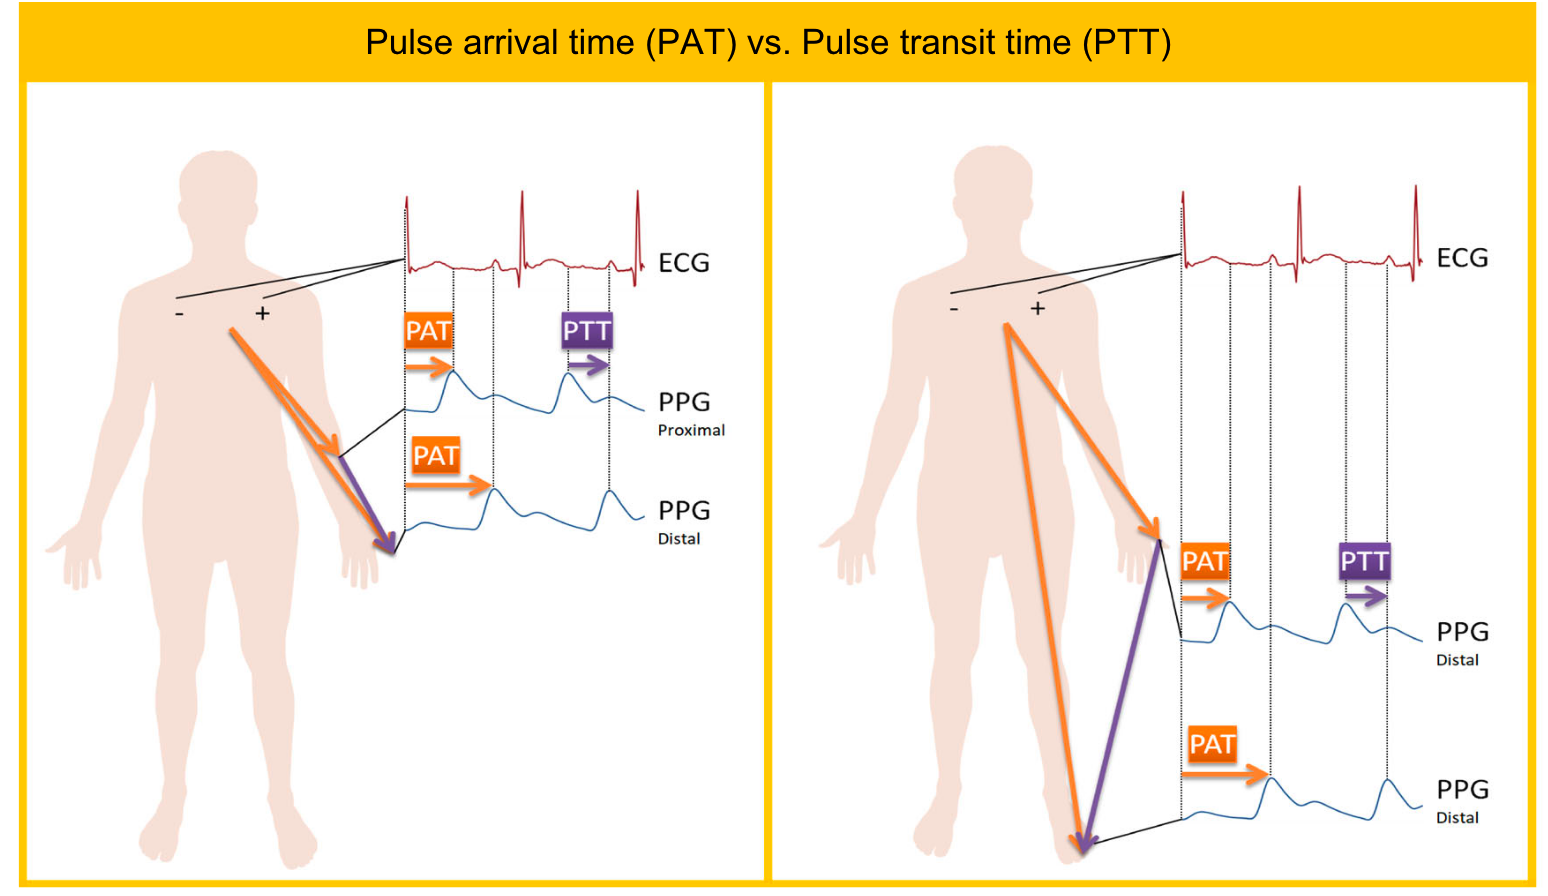 Pulse arrival time (PAT) vs. Pulse transit time (PTT)
ECG
- +
PAT
PTT
PPG
Proximal
PAT
PPG
Distal
ECG
- +
PAT
PTT
PPG
Distal
PAT
PPG
Distal